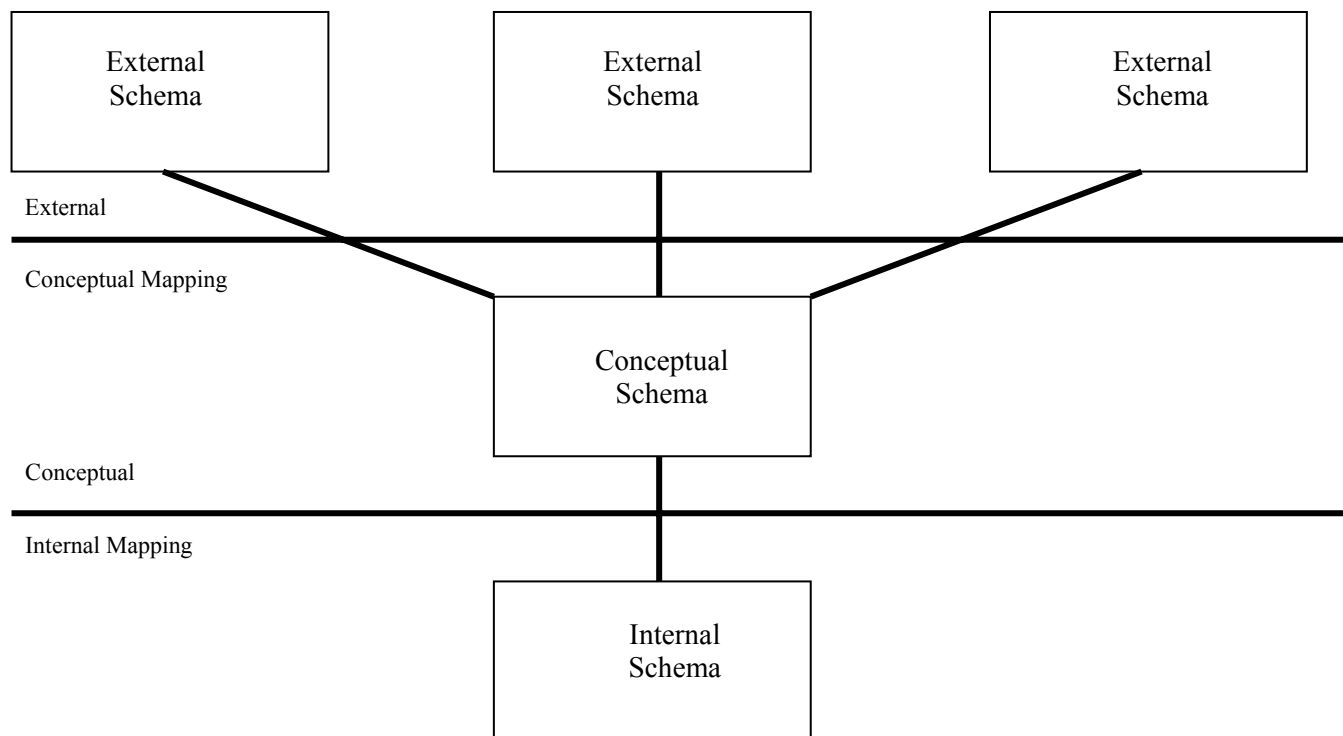 External
Schema
External
Schema
External
Schema
External
Conceptual Mapping
Conceptual
Schema
Conceptual
Internal Mapping
Internal
Schema